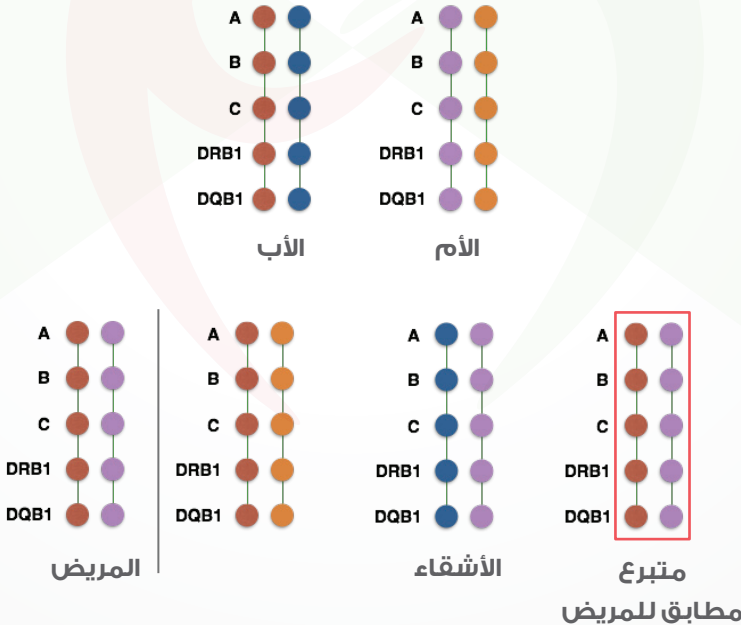 A
B
C
DRB1
DQB1
الأب
A
B
C
DRB1
DQB1
الأم
A
B
C
DRB1
DQB1
المريض
A
B
C
DRB1
DQB1
A
B
C
DRB1
DQB1
الأشقاء
A
B
C
DRB1
DQB1
متبرع
مطابق للمريض